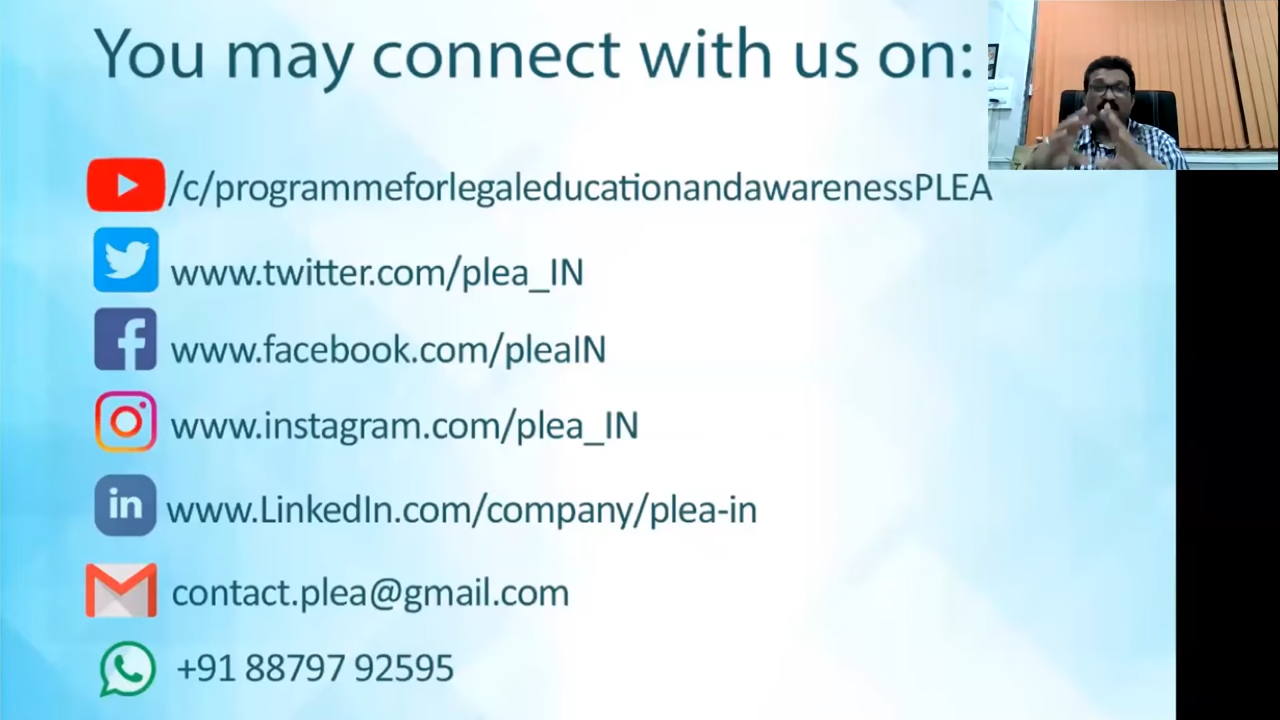 You may connect with us on:
/c/programmeforlegaleducationandawarenessPLEA
www.twitter.com/plea_IN
www.facebook.com/pleaIN
www.instagram.com/plea_IN
in www.LinkedIn.com/company/plea-in
contact.plea@gmail.com
+91 88797 92595